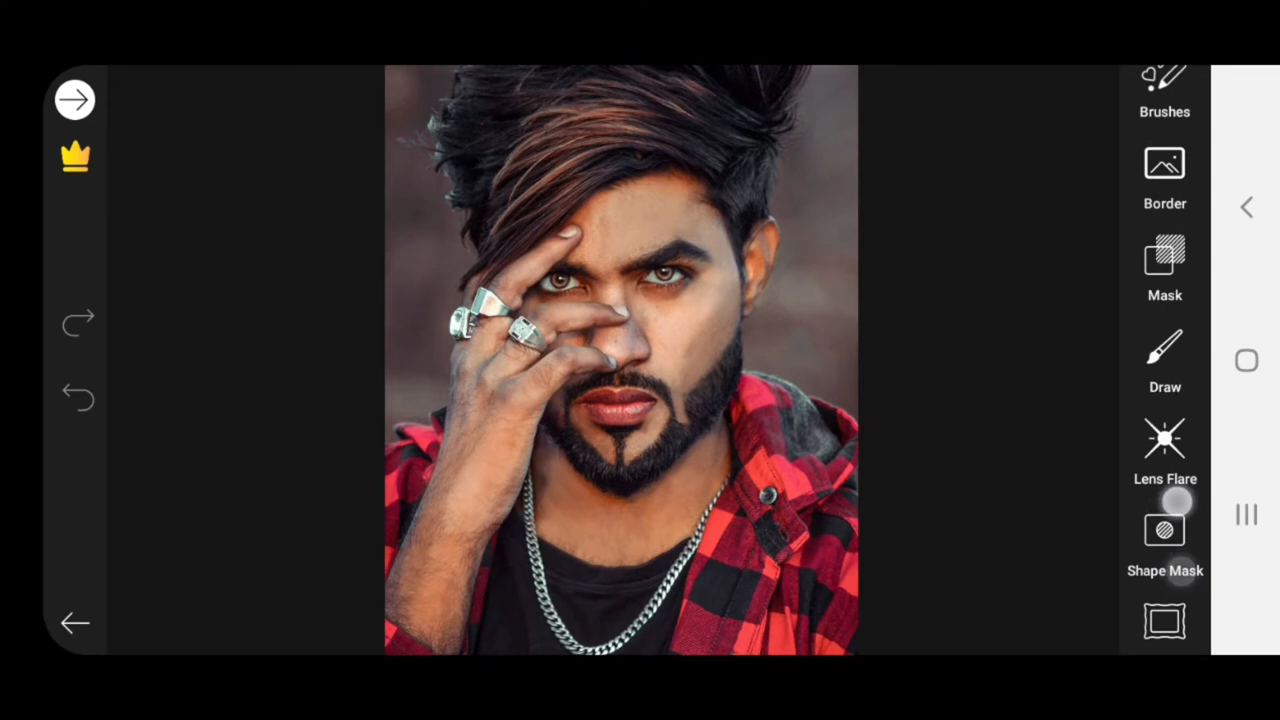 Brushes
Border
Mask
Draw
Lens Flare
Shape Mask